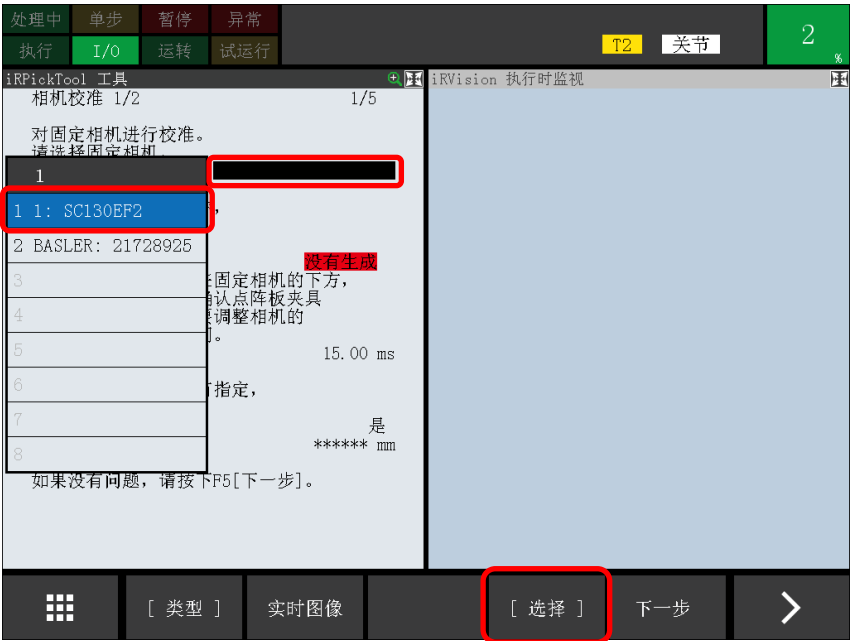 处理中 单步 暂停 异常
执行 I/O 运转 试运行
T2 关节
2 %
iRPickTool 工具
相机校准 1/2 1/5
对固定相机进行校准。
请选择固定相机。
1
1 1: SC130EF2
，
2 BASLER: 21728925
没有生成
3
固定相机的下方，
4
确认点阵板夹具
要调整相机的
。
5
15.00 ms
6
指定，
7
是
8
****** mm
如果没有问题，请按下F5[下一步]。
iRVision 执行时监视
[ 类型 ] 实时图像 [ 选择 ] 下一步